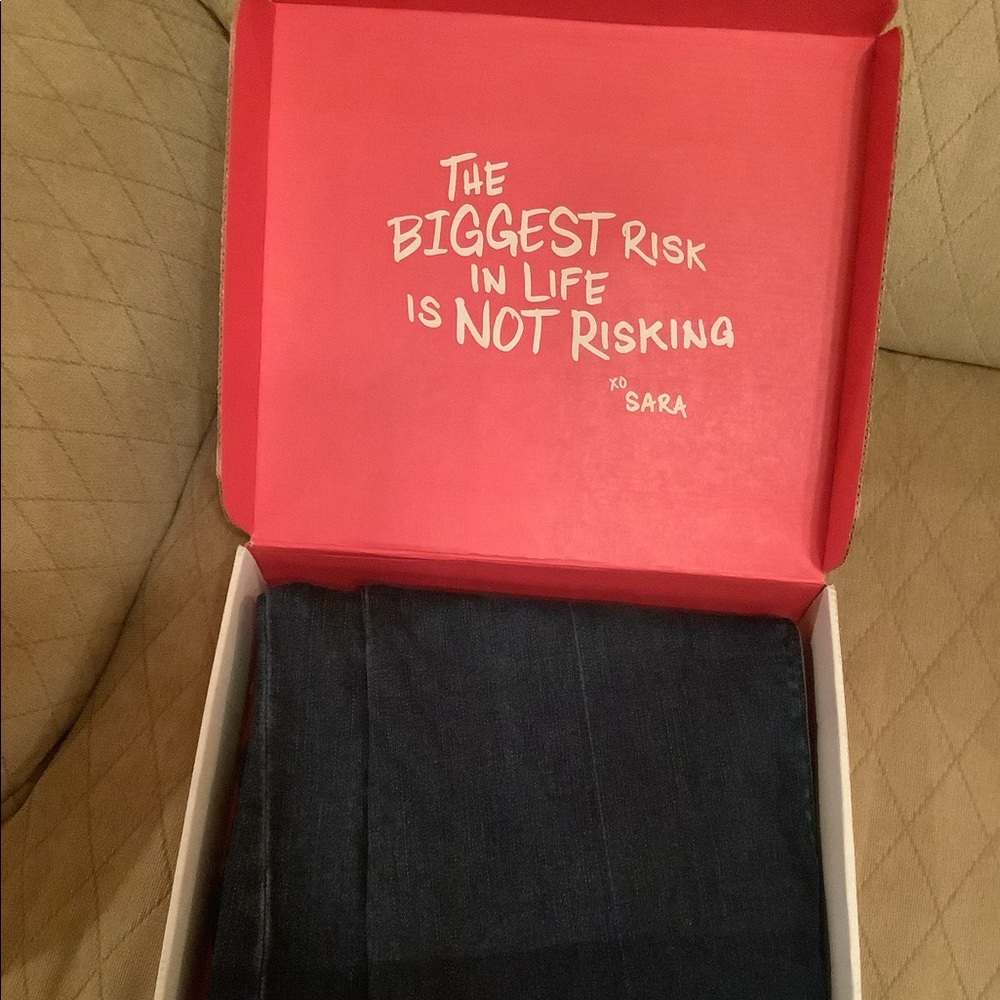 THE
BIGGEST RISK
IN LIFE
IS NOT RISKING
XO
SARA